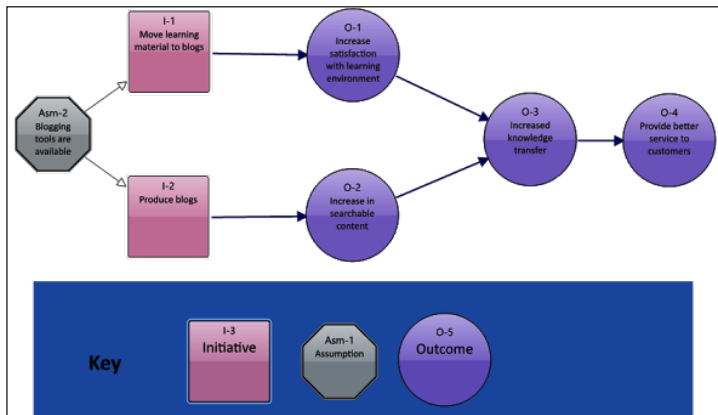 I-1
Move learning
material to blogs
O-1
Increase
satisfaction
with learning
environment
Asm-2
Blogging
tools are
available
O-3
Increased
knowledge
transfer
O-4
Provide better
service to
customers
I-2
Produce blogs
O-2
Increase in
searchable
content
Key
I-3
Initiative
Asm-1
Assumption
O-5
Outcome